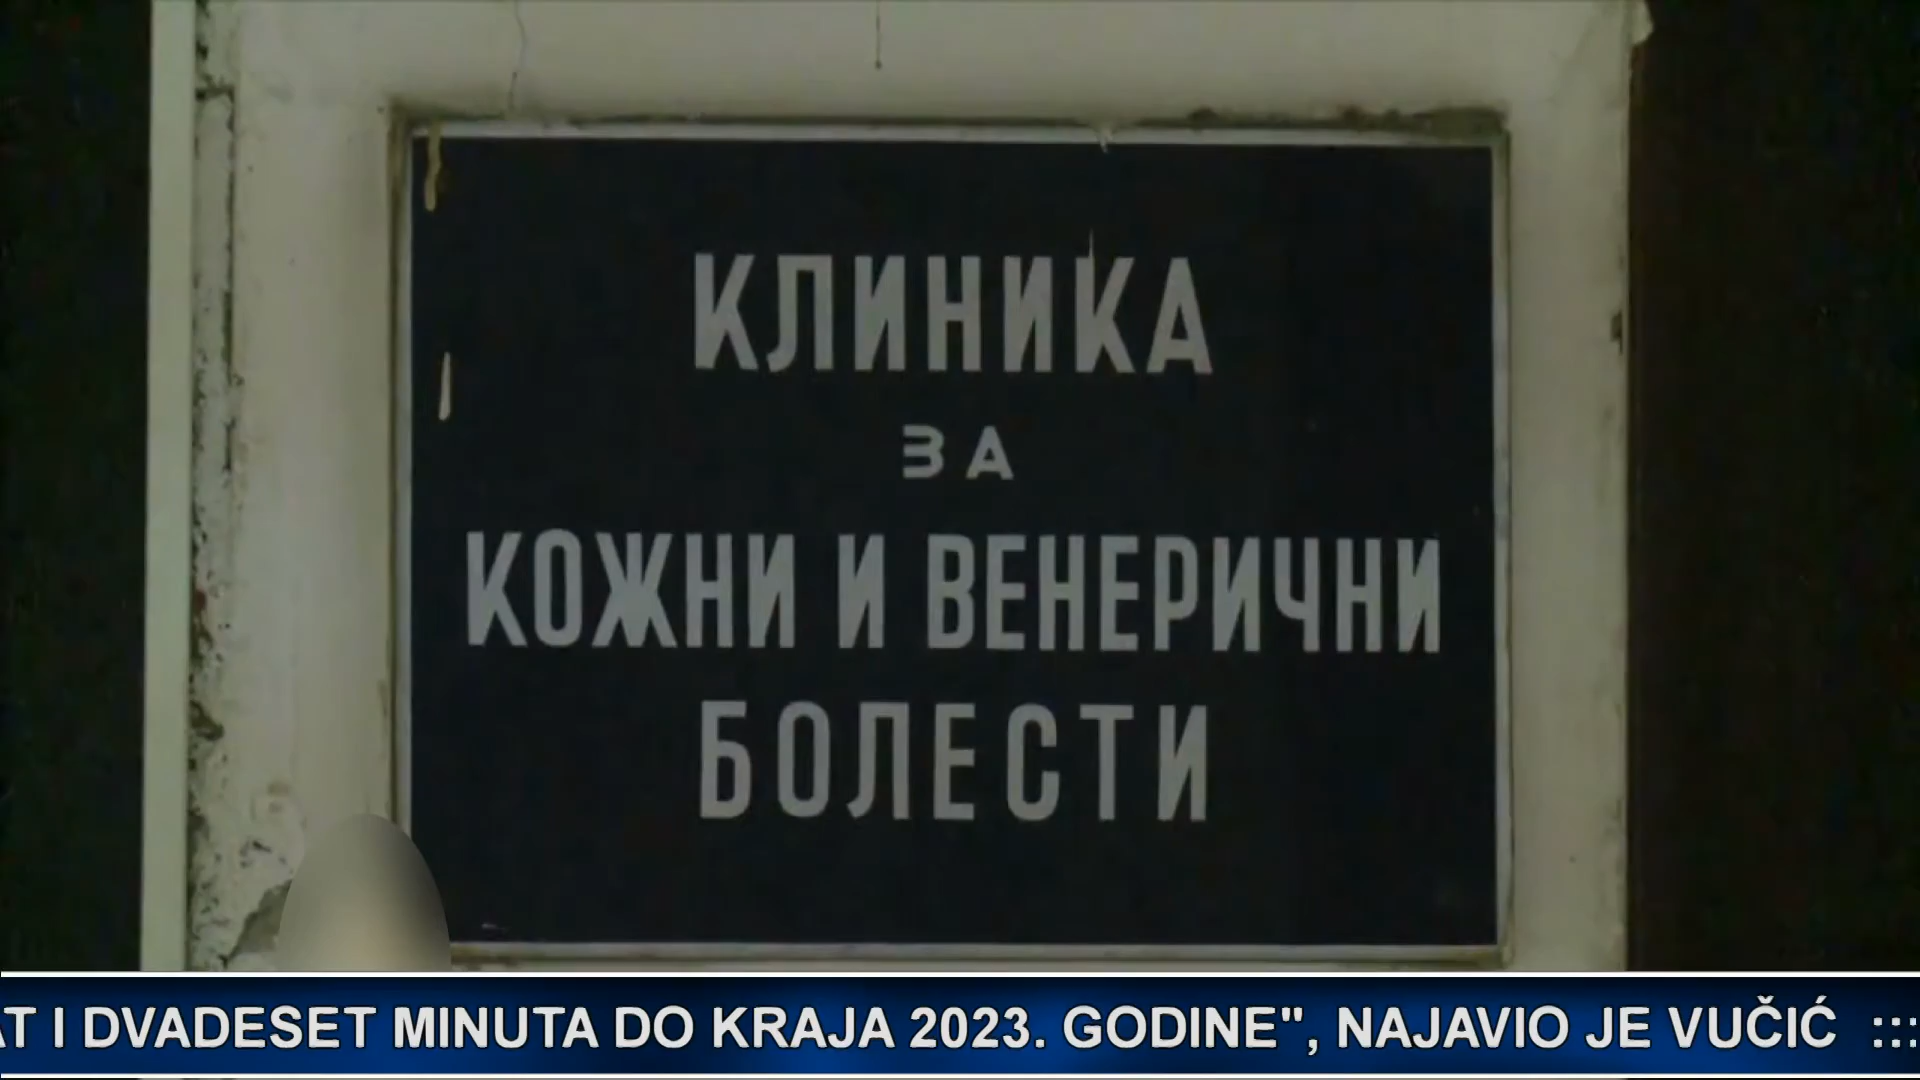 КЛИНИКА
ЗА
КОЖНИ И ВЕНЕРИЧНИ
БОЛЕСТИ
I DVADESET MINUTA DO KRAJA 2023. GODINE", NAJAVIO JE VUČIĆ